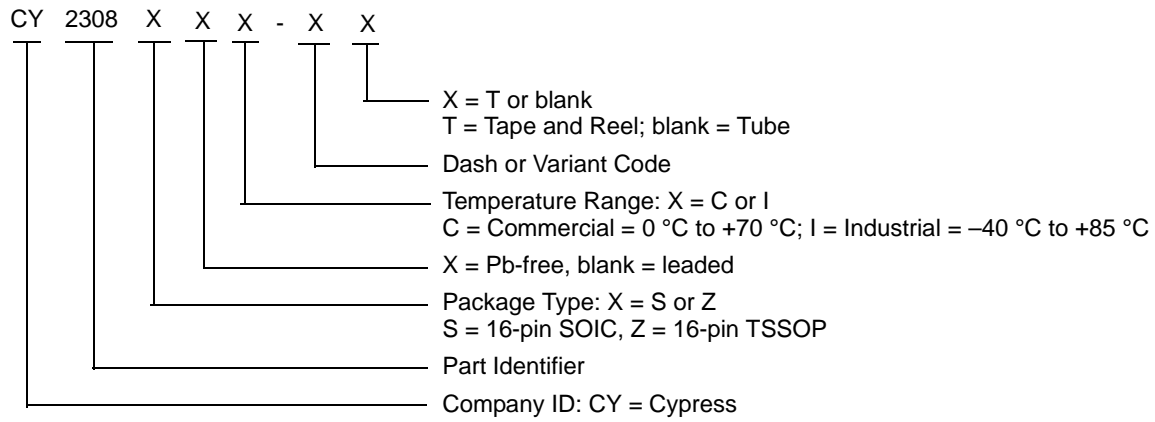 CY 2308 X X X - X X
X = T or blank
T = Tape and Reel; blank = Tube
Dash or Variant Code
Temperature Range: X = C or I
C = Commercial = 0 °C to +70 °C; I = Industrial = –40 °C to +85 °C
X = Pb-free, blank = leaded
Package Type: X = S or Z
S = 16-pin SOIC, Z = 16-pin TSSOP
Part Identifier
Company ID: CY = Cypress